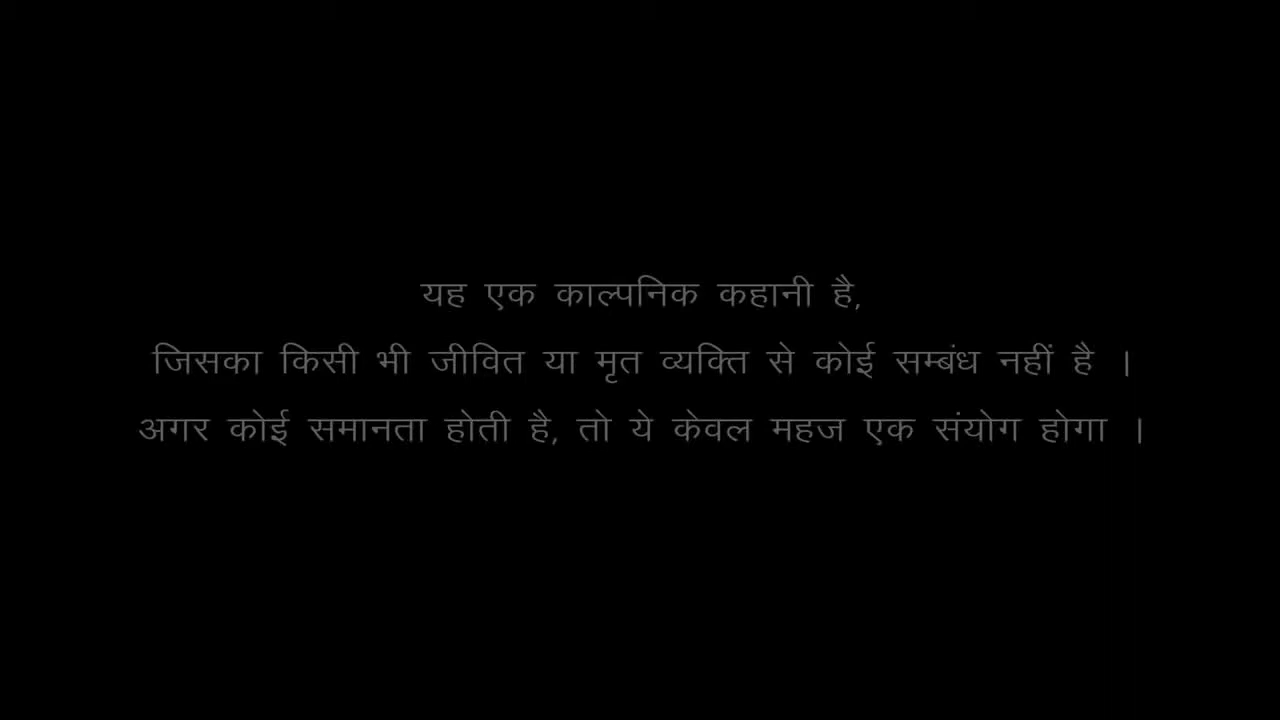 यह एक काल्पनिक कहानी है,
जिसका किसी भी जीवित या मृत व्यक्ति से कोई सम्बंध नहीं है ।
अगर कोई समानता होती है, तो ये केवल महज एक संयोग होगा ।